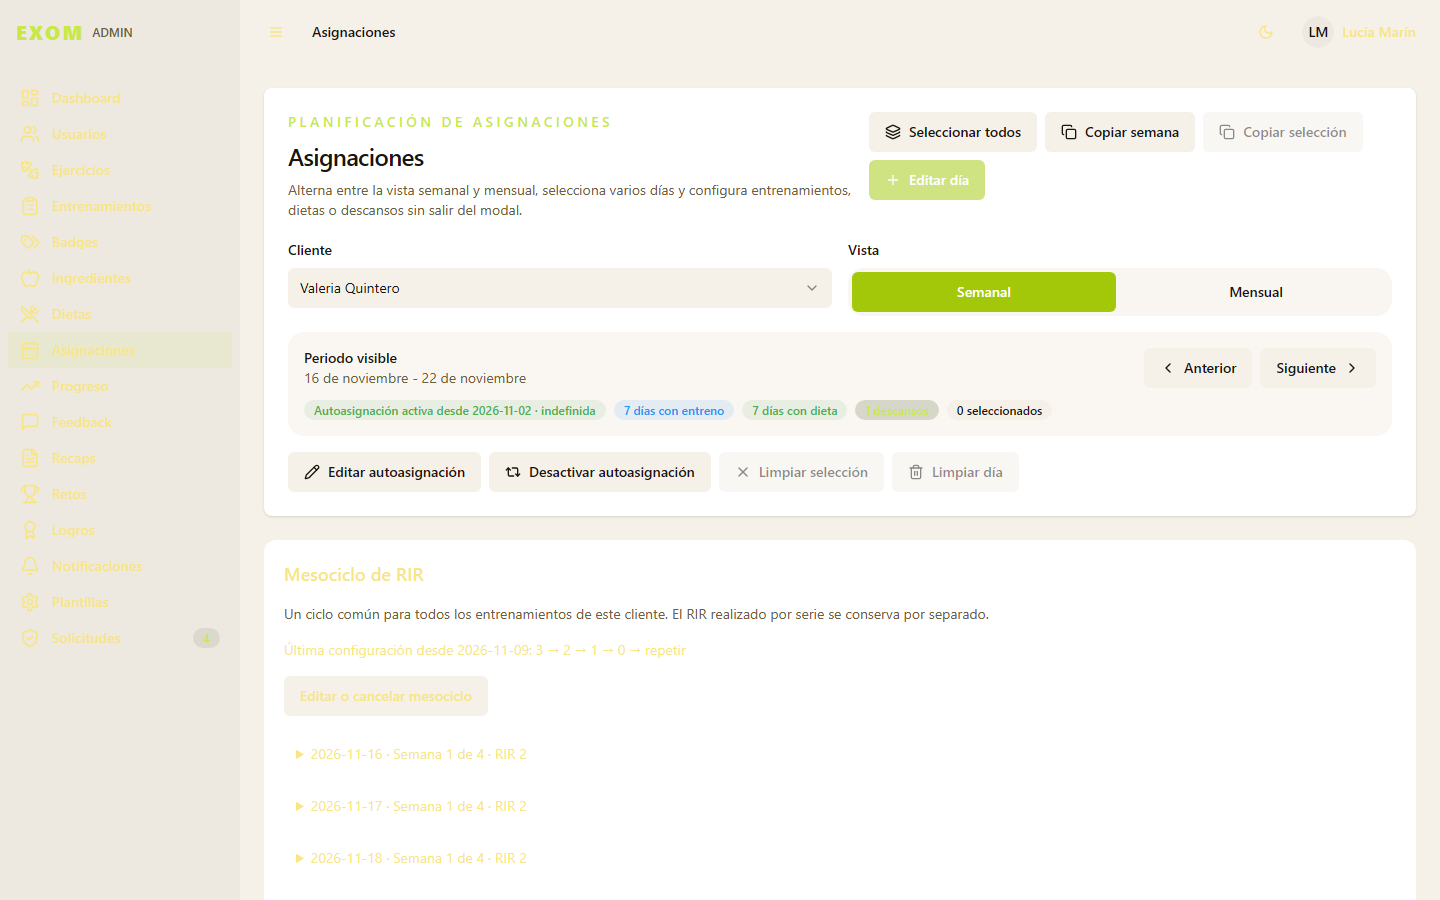 EXOM ADMIN
Dashboard
Usuarios
Ejercicios
Entrenamientos
Badges
Ingredientes
Dietas
Asignaciones
Progreso
Feedback
Recaps
Retos
Logros
Notificaciones
Plantillas
Solicitudes 4
Asignaciones
LM Lucía Marín
PLANIFICACIÓN DE ASIGNACIONES
Asignaciones
Alterna entre la vista semanal y mensual, selecciona varios días y configura entrenamientos,
dietas o descansos sin salir del modal.
Seleccionar todos Copiar semana Copiar selección
Editar día
Cliente
Valeria Quintero
Vista
Semanal Mensual
Periodo visible
16 de noviembre - 22 de noviembre
Anterior Siguiente
Autoasignación activa desde 2026-11-02 · indefinida 7 días con entreno 7 días con dieta descansos 0 seleccionados
Editar autoasignación Desactivar autoasignación Limpiar selección Limpiar día
Mesociclo de RIR
Un ciclo común para todos los entrenamientos de este cliente. El RIR realizado por serie se conserva por separado.
Última configuración desde 2026-11-09: 3 → 2 → 1 → 0 → repetir
Editar o cancelar mesociclo
▶ 2026-11-16 · Semana 1 de 4 · RIR 2
▶ 2026-11-17 · Semana 1 de 4 · RIR 2
▶ 2026-11-18 · Semana 1 de 4 · RIR 2